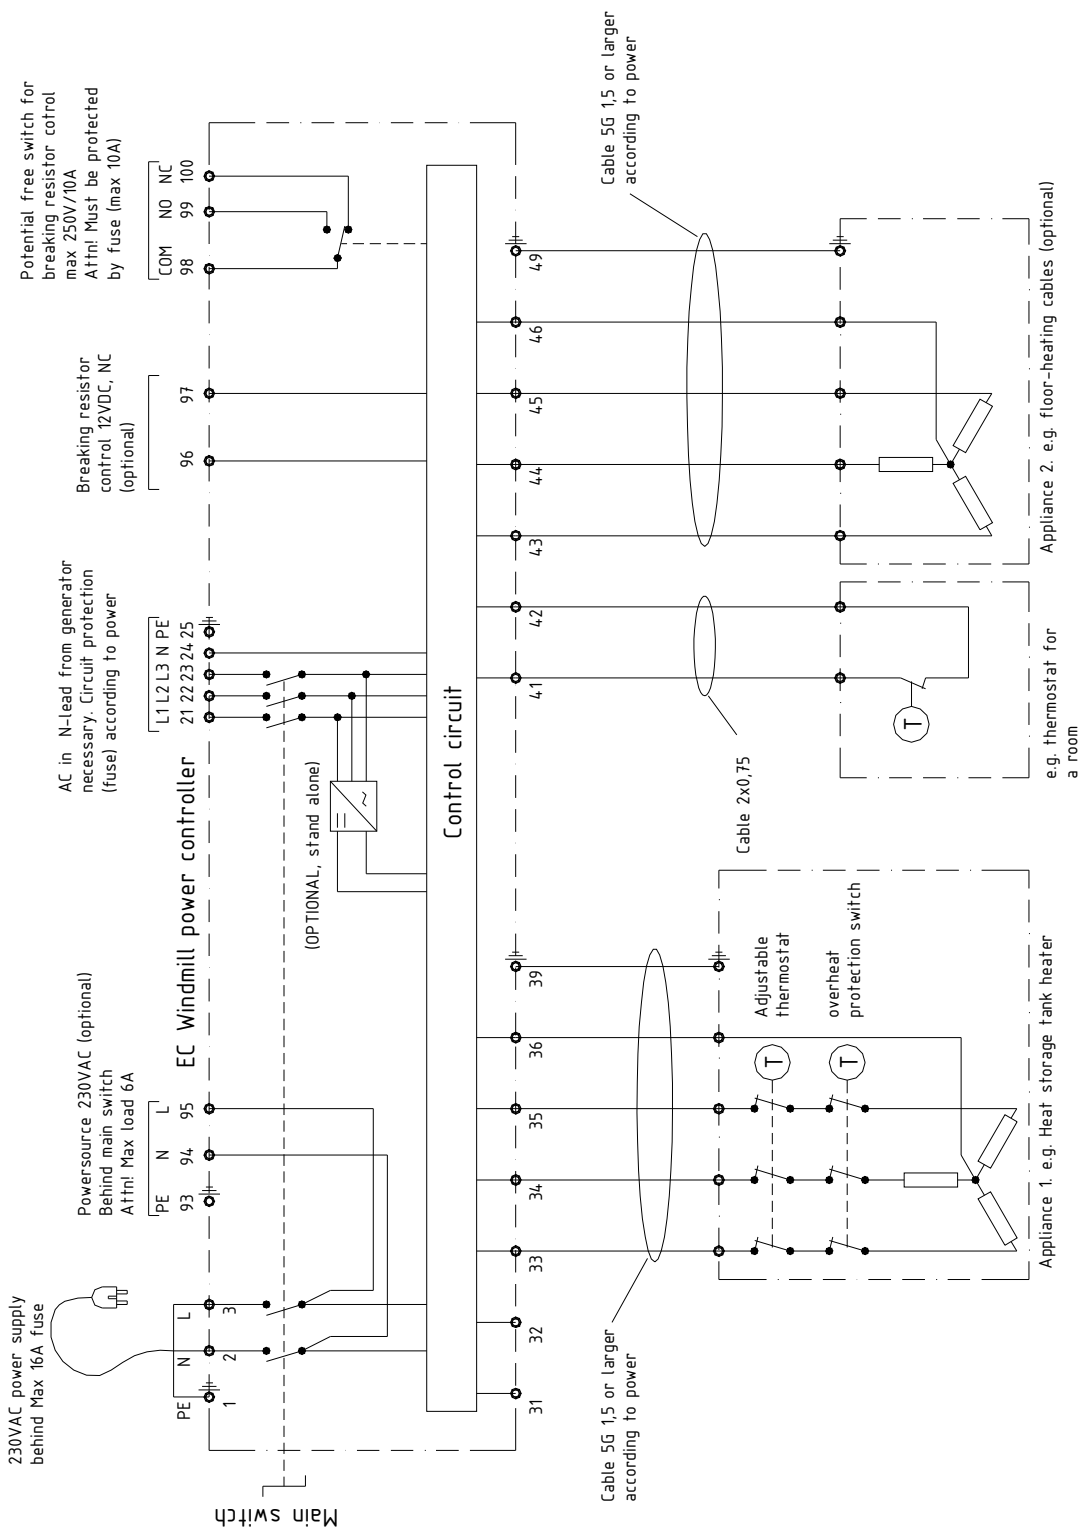 230VAC power supply
behind Max 16A fuse
Powersource 230VAC (optional)
Behind main switch
Attn! Max load 6A
AC in N-lead from generator
necessary. Circuit protection
(fuse) according to power
Breaking resistor
control 12VDC, NC
(optional)
Potential free switch for
breaking resistor cotrol
max 250V/10A
Attn! Must be protected
by fuse (max 10A)
PE N L
1 2 3
PE N L
93 94 95
L1 L2 L3 N PE
21 22 23 24 25
96 97
COM NO NC
98 99 100
EC Windmill power controller
Main switch
(OPTIONAL, stand alone)
Control circuit
31 32 33 34 35 36 39 41 42 43 44 45 46 49
Cable 5G 1,5 or larger
according to power
Cable 2x0,75
Cable 5G 1,5 or larger
according to power
T
Adjustable
thermostat
T
overheat
protection switch
T
Appliance 1. e.g. Heat storage tank heater
e.g. thermostat for
a room
Appliance 2. e.g. floor-heating cables (optional)